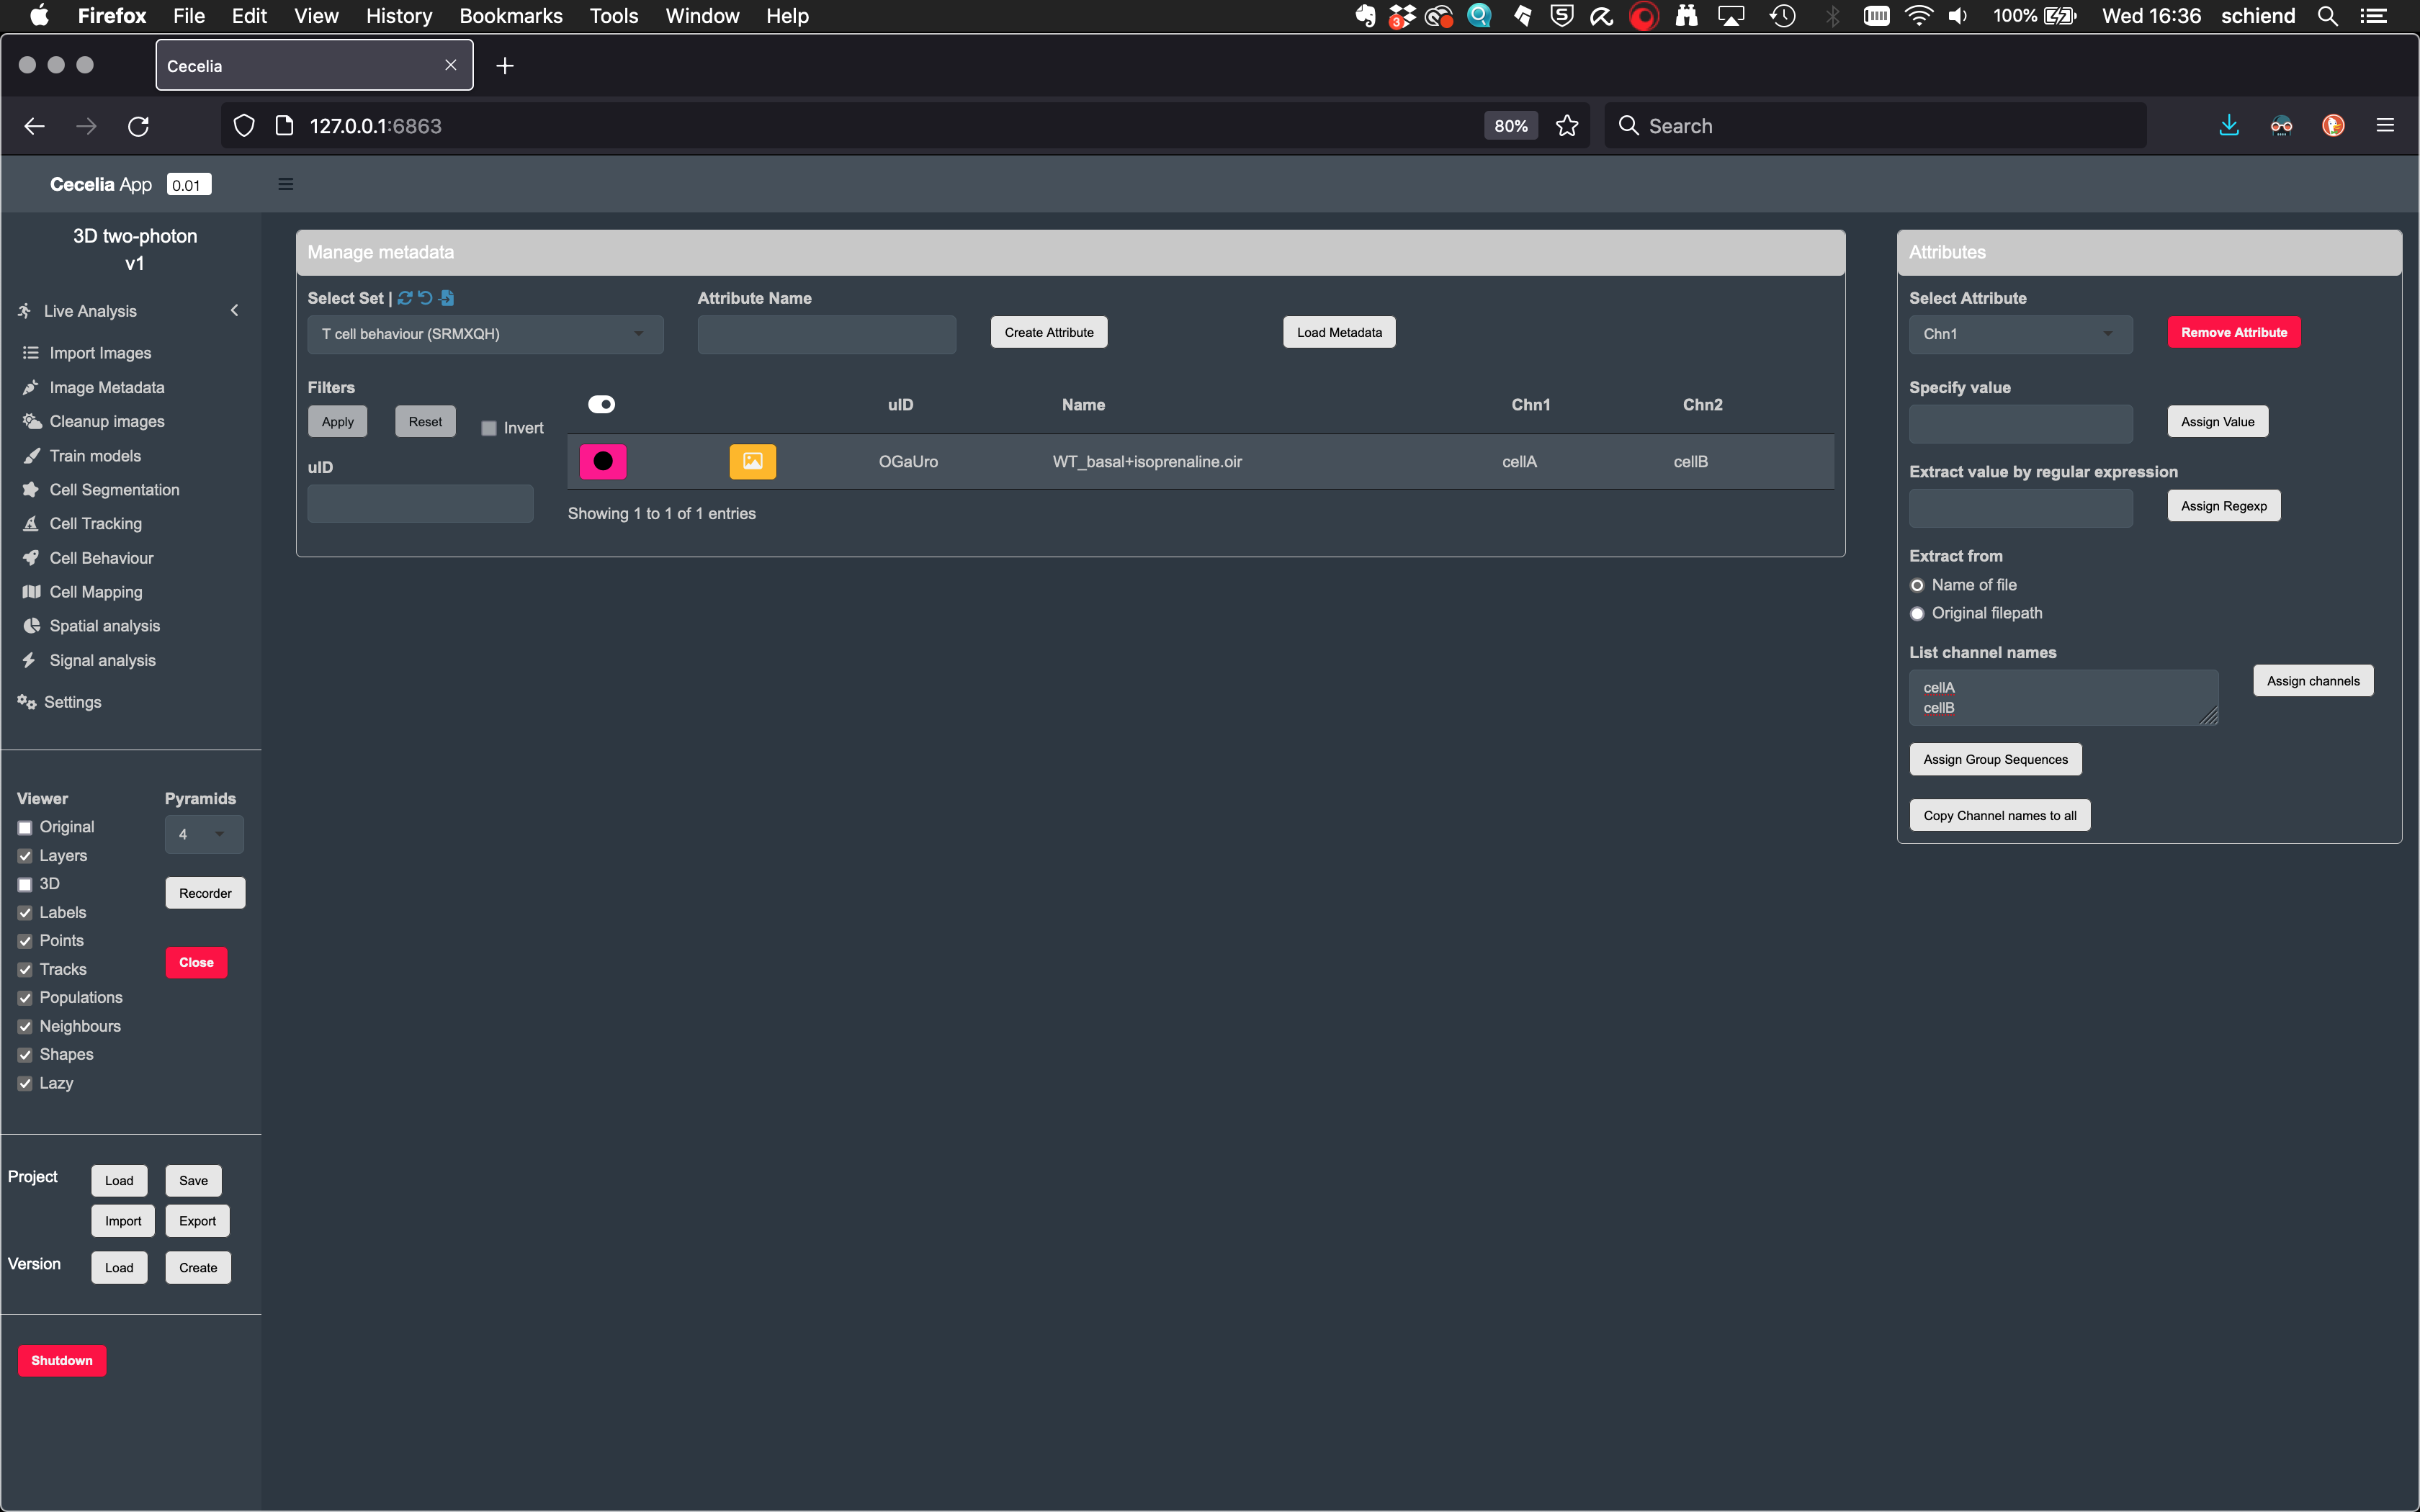 Firefox File Edit View History Bookmarks Tools Window Help 3 100% Wed 16:36 schiend
Cecelia
127.0.0.1:6863 80% Search
Cecelia App 0.01
3D two-photon
v1
Live Analysis
Import Images
Image Metadata
Cleanup images
Train models
Cell Segmentation
Cell Tracking
Cell Behaviour
Cell Mapping
Spatial analysis
Signal analysis
Settings
Viewer Pyramids
Original 4
Layers
3D Recorder
Labels
Points
Tracks Close
Populations
Neighbours
Shapes
Lazy
Project Load Save
Import Export
Version Load Create
Shutdown
Manage metadata
Select Set | Attribute Name
T cell behaviour (SRMXQH) Create Attribute Load Metadata
Filters
Apply Reset Invert
uID
uID Name Chn1 Chn2
OGaUro WT_basal+isoprenaline.oir cellA cellB
Showing 1 to 1 of 1 entries
Attributes
Select Attribute
Chn1 Remove Attribute
Specify value
Assign Value
Extract value by regular expression
Assign Regexp
Extract from
Name of file
Original filepath
List channel names
cellA Assign channels
cellB
Assign Group Sequences
Copy Channel names to all